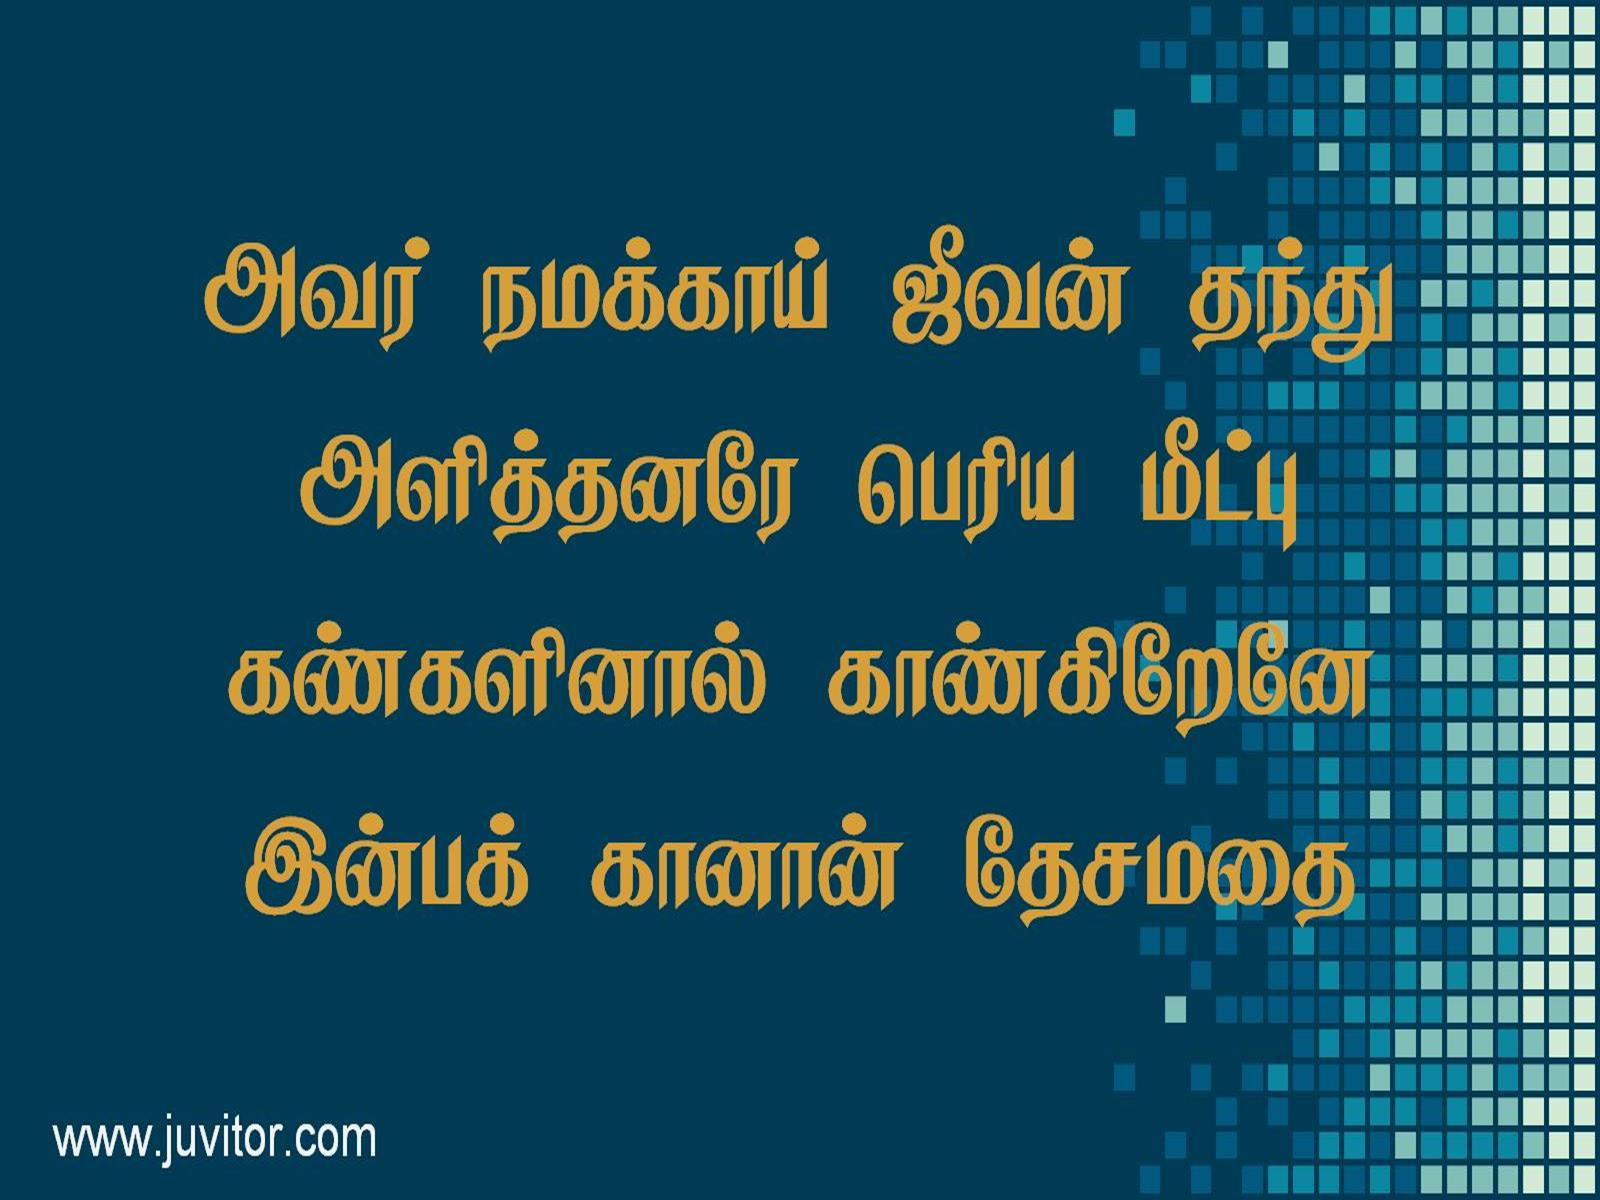 அவர் நமக்காய் ஜீவன் தந்து
அளித்தனரே பெரிய மீட்பு
கண்களினால் காண்கிறேனே
இன்பக் கானான் தேசமதை
www.juvitor.com